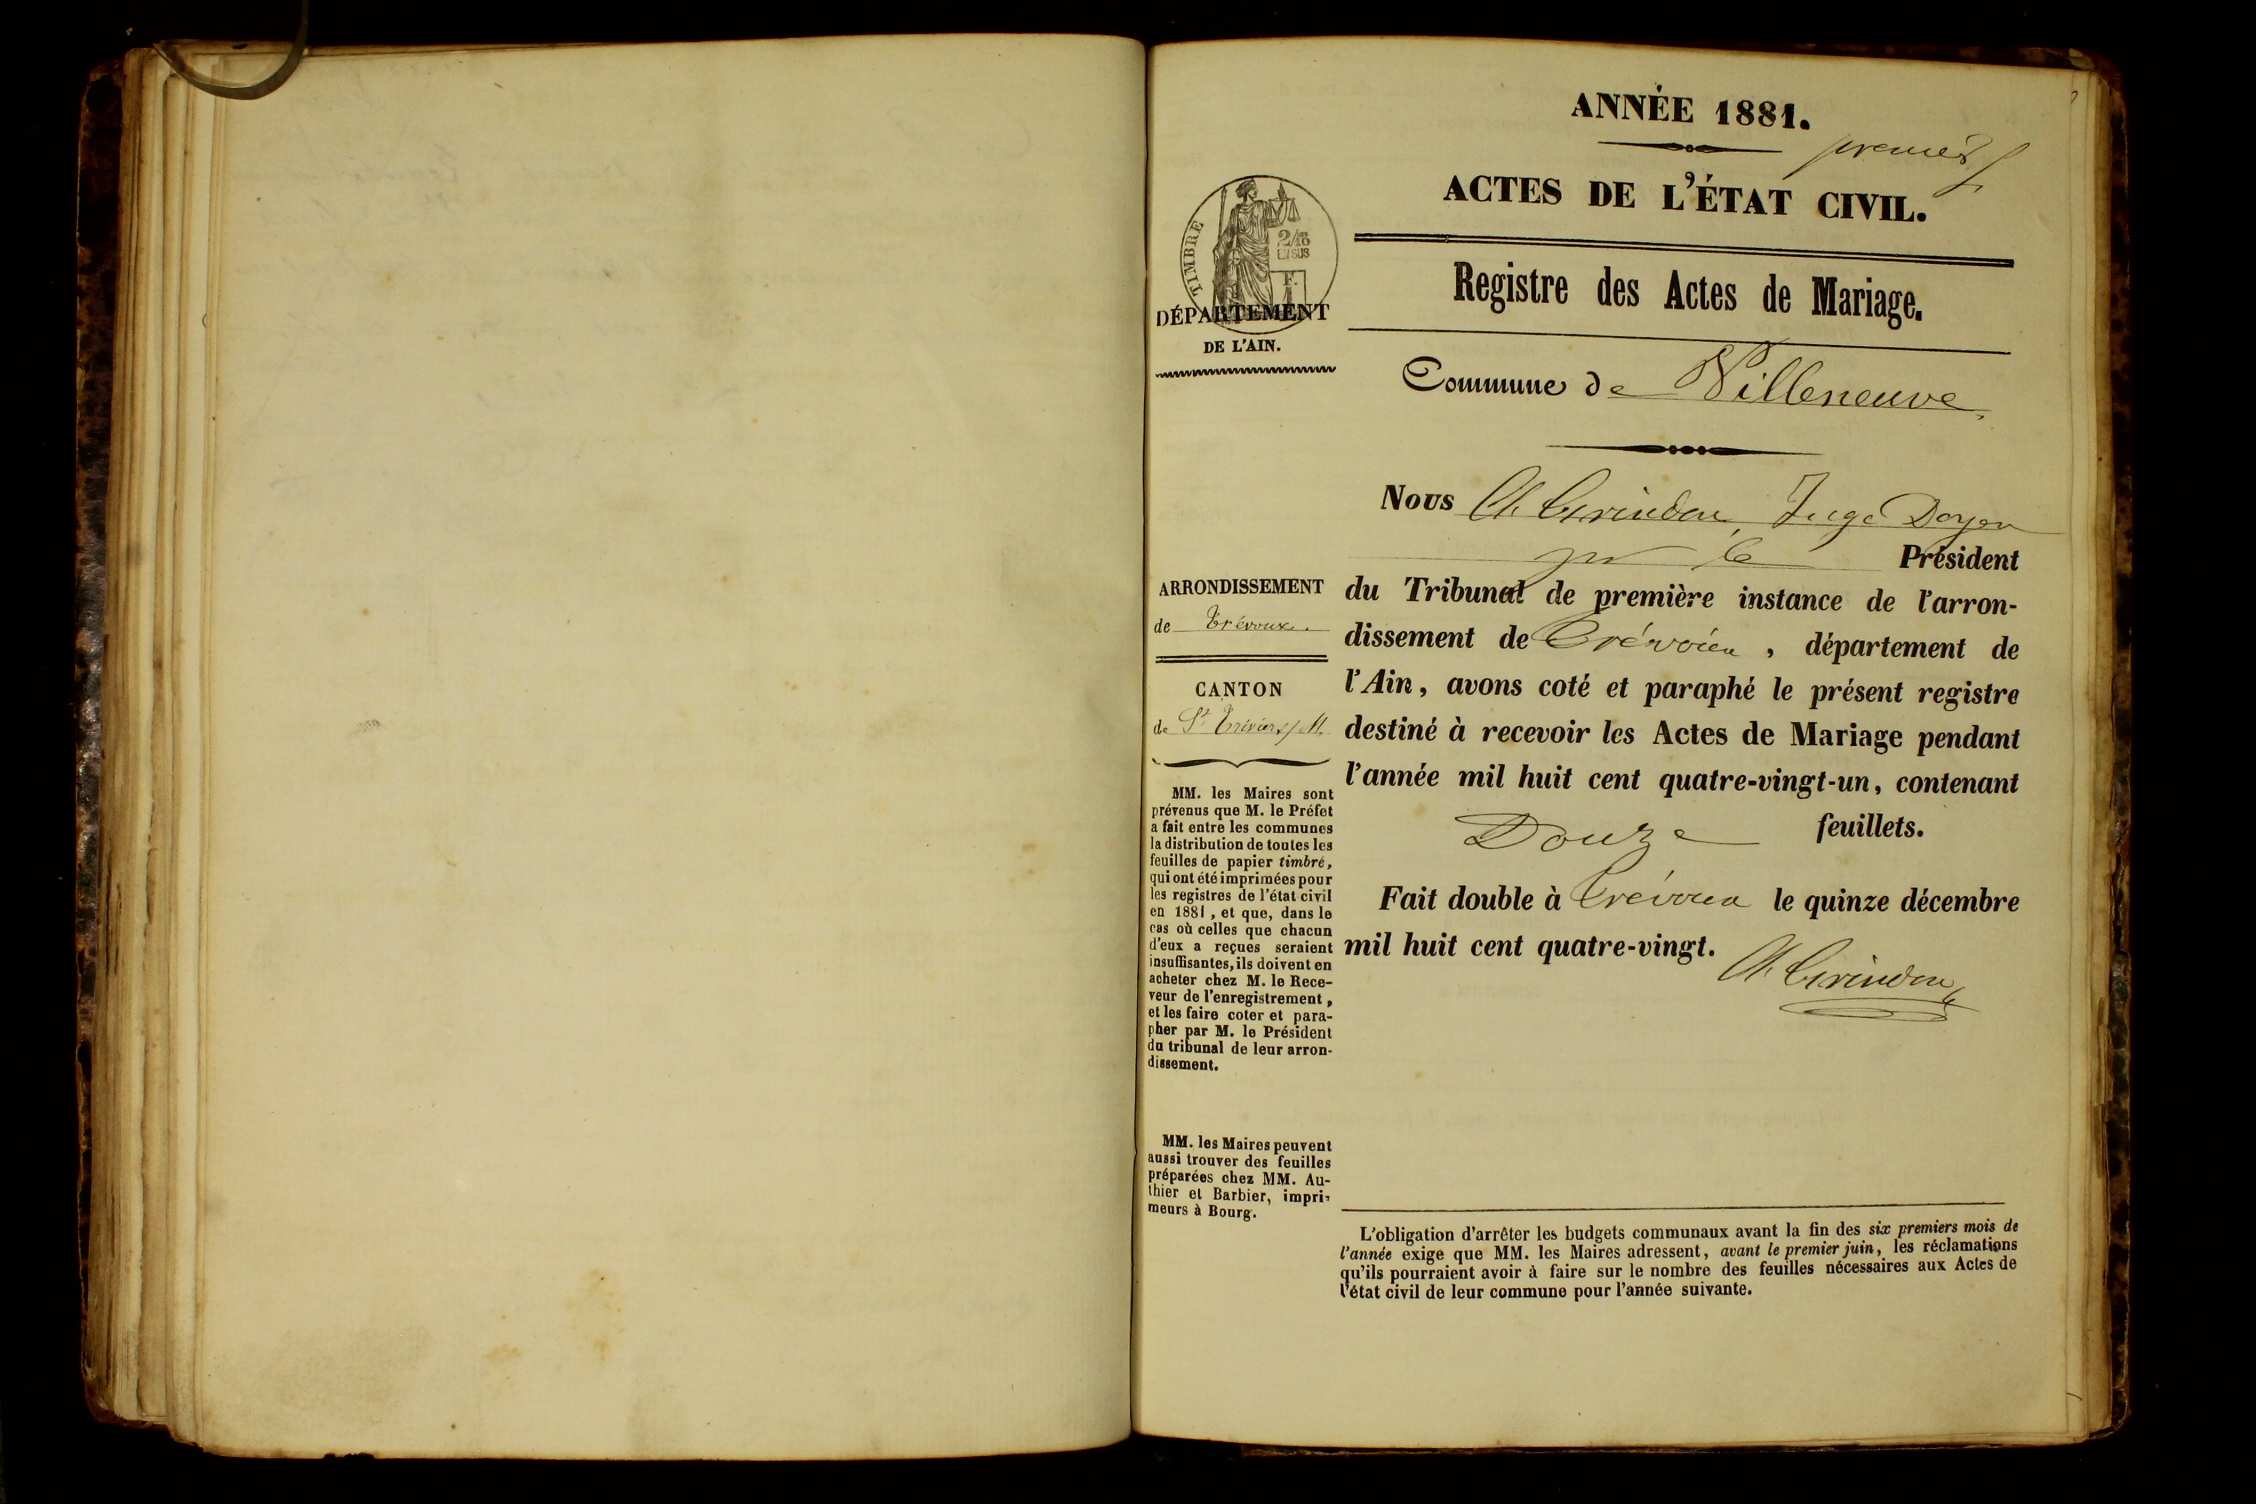 ANNÉE 1881.
premier
ACTES DE L'ÉTAT CIVIL.
Registre des Actes de Mariage.
TIMBRE
2/10
EN SUS
F.
1
DÉPARTEMENT
DE L'AIN.
Commune de Villeneuve.
ARRONDISSEMENT
de Trévoux.
CANTON
de St Trivier s/ M.
MM. les Maires sont
prévenus que M. le Préfet
a fait entre les communes
la distribution de toutes les
feuilles de papier timbré,
qui ont été imprimées pour
les registres de l'état civil
en 1881, et que, dans le
cas où celles que chacun
d'eux a reçues seraient
insuffisantes, ils doivent en
acheter chez M. le Rece-
veur de l'enregistrement,
et les faire coter et para-
pher par M. le Président
du tribunal de leur arron-
dissement.
MM. les Maires peuvent
aussi trouver des feuilles
préparées chez MM. Au-
thier et Barbier, impri-
meurs à Bourg.
Nous Juge Doyen
pr le Président
du Tribunal de première instance de l'arron-
dissement de Trévoux, département de
l'Ain, avons coté et paraphé le présent registre
destiné à recevoir les Actes de Mariage pendant
l'année mil huit cent quatre-vingt-un, contenant
Douze feuillets.
Fait double à Trévoux le quinze décembre
mil huit cent quatre-vingt.
L'obligation d'arrêter les budgets communaux avant la fin des six premiers mois de
l'année exige que MM. les Maires adressent, avant le premier juin, les réclamations
qu'ils pourraient avoir à faire sur le nombre des feuilles nécessaires aux Actes de
l'état civil de leur commune pour l'année suivante.